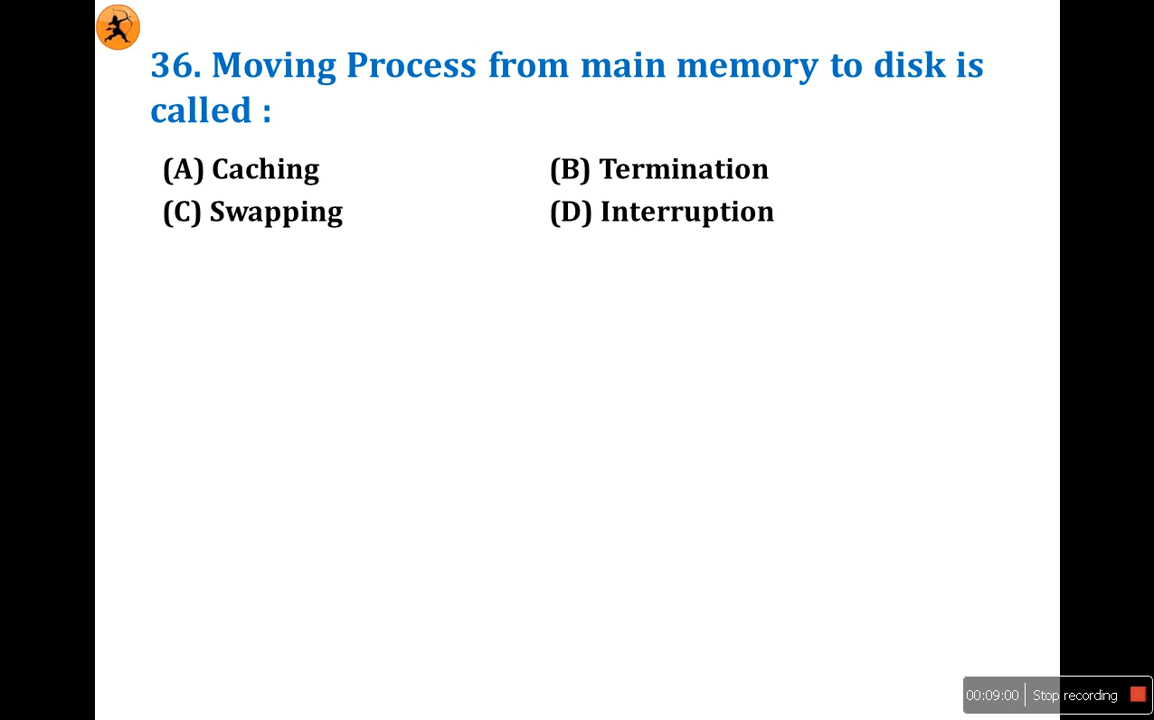 36. Moving Process from main memory to disk is
called :
(A) Caching (B) Termination
(C) Swapping (D) Interruption
00:09:00 Stop recording